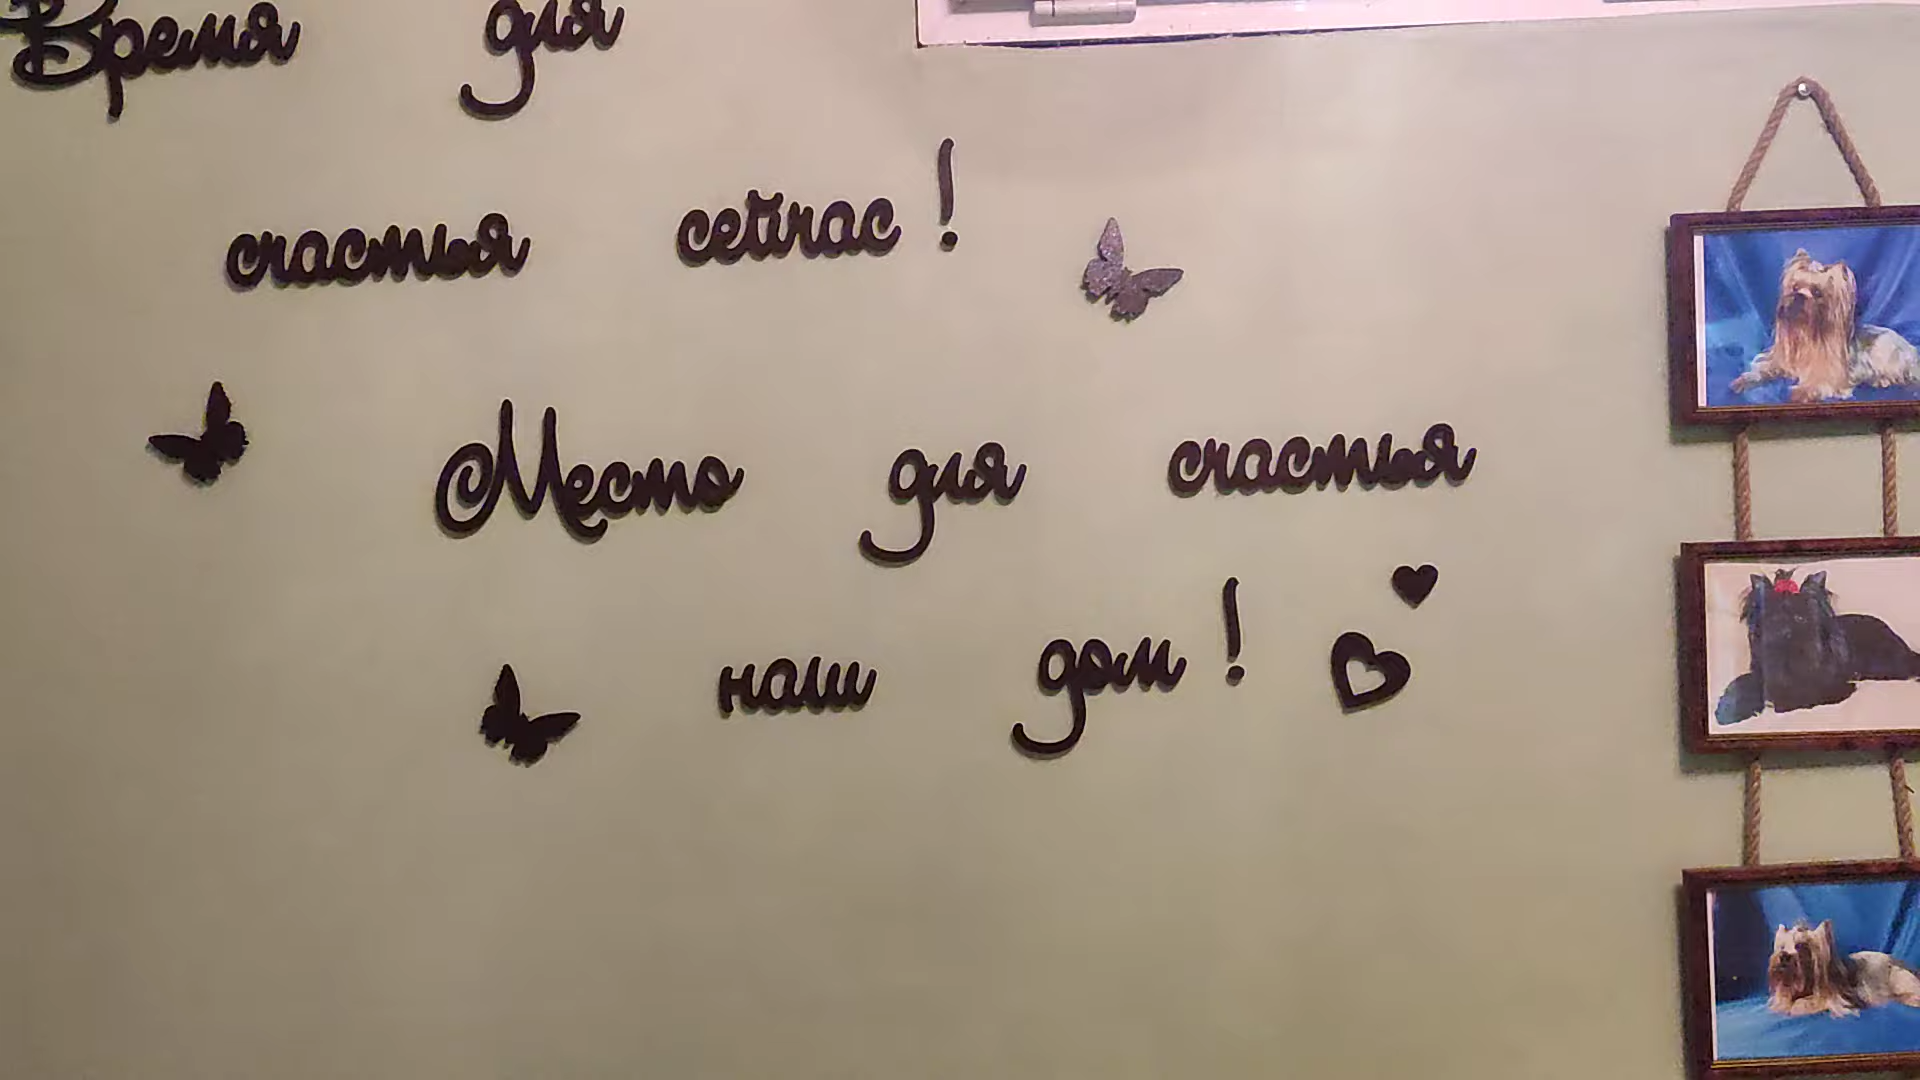 Время для
счастья сейчас!
Место для счастья
наш дом!